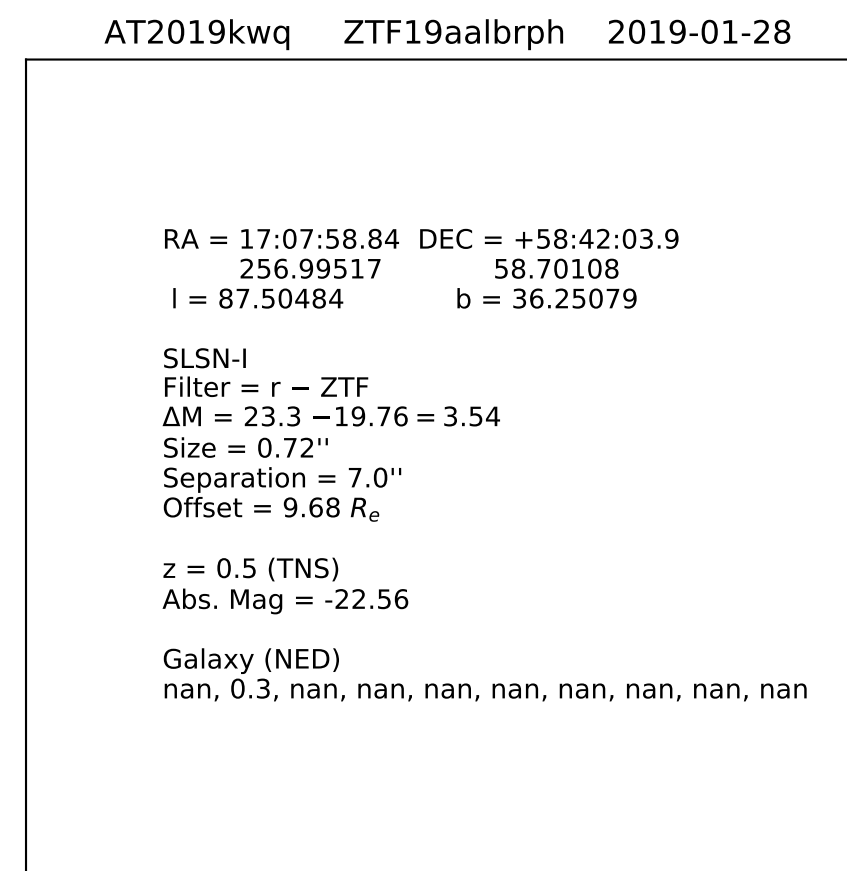 AT2019kwq ZTF19aalbrph 2019-01-28
RA = 17:07:58.84 DEC = +58:42:03.9
256.99517 58.70108
l = 87.50484 b = 36.25079
SLSN-I
Filter = r − ZTF
ΔM = 23.3 −19.76 = 3.54
Size = 0.72''
Separation = 7.0''
Offset = 9.68 Re
z = 0.5 (TNS)
Abs. Mag = -22.56
Galaxy (NED)
nan, 0.3, nan, nan, nan, nan, nan, nan, nan, nan